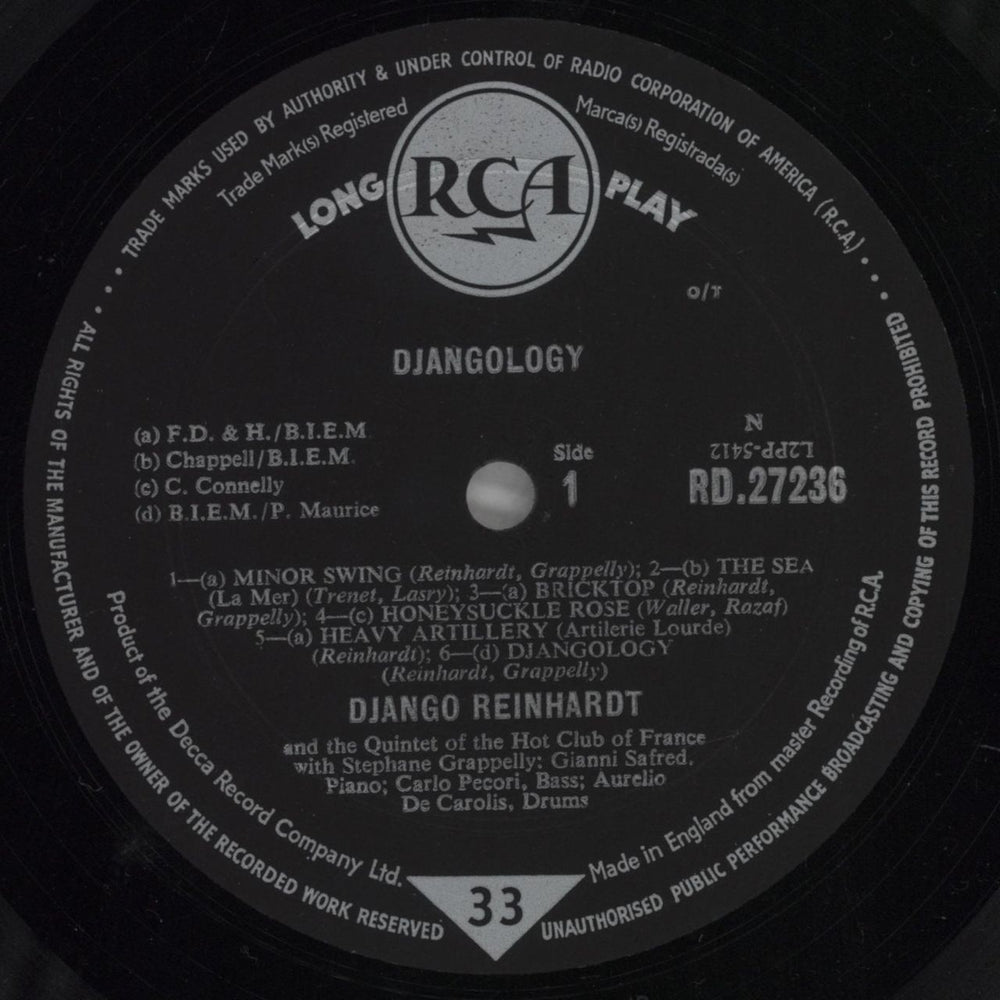 TRADE MARKS USED BY AUTHORITY & UNDER CONTROL OF RADIO CORPORATION OF AMERICA (R.C.A.)
Trade Mark(s) Registered
Marca(s) Registrada(s)
LONG RCA PLAY
O/T
DJANGOLOGY
(a) F.D. & H./B.I.E.M.
(b) Chappell/B.I.E.M.
(c) C. Connelly
(d) B.I.E.M./P. Maurice
Side
1
N
L2PP-5412
RD.27236
1—(a) MINOR SWING (Reinhardt, Grappelly); 2—(b) THE SEA
(La Mer) (Trenet, Lasry); 3—(a) BRICKTOP (Reinhardt,
Grappelly); 4—(c) HONEYSUCKLE ROSE (Waller, Razaf)
5—(a) HEAVY ARTILLERY (Artilerie Lourde)
(Reinhardt); 6—(d) DJANGOLOGY
(Reinhardt, Grappelly)
DJANGO REINHARDT
and the Quintet of the Hot Club of France
with Stephane Grappelly; Gianni Safred,
Piano; Carlo Pecori, Bass; Aurelio
De Carolis, Drums
Product of the Decca Record Company Ltd.
Made in England from master Recording of R.C.A.
33
ALL RIGHTS OF THE MANUFACTURER AND OF THE OWNER OF THE RECORDED WORK RESERVED
UNAUTHORISED PUBLIC PERFORMANCE BROADCASTING AND COPYING OF THIS RECORD PROHIBITED